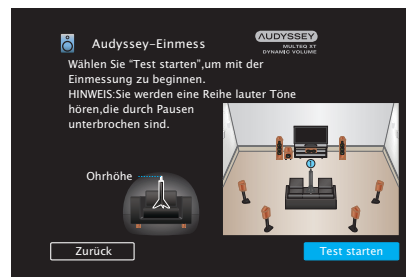 Audyssey-Einmess
AUDYSSEY
MULTEQ XT
DYNAMIC VOLUME
Wählen Sie "Test starten",um mit der
Einmessung zu beginnen.
HINWEIS:Sie werden eine Reihe lauter Töne
hören,die durch Pausen
unterbrochen sind.
Ohrhöhe
1
Zurück
Test starten